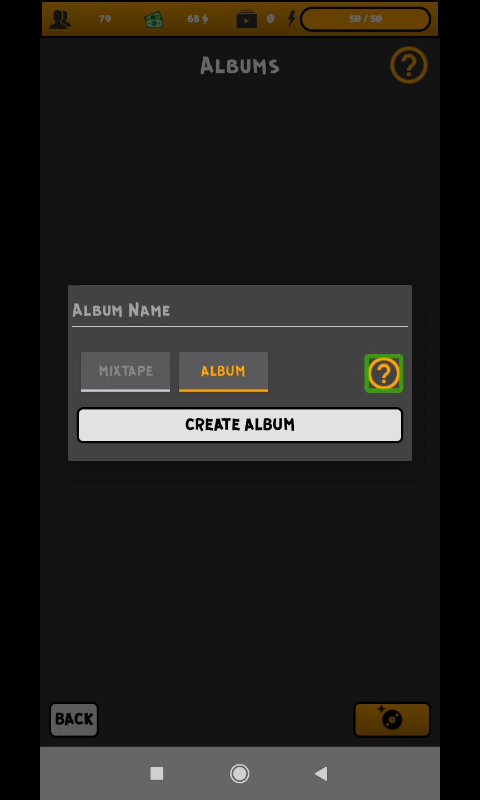 79 68 $ 0 50 / 50
Albums
Album Name
MIXTAPE ALBUM
CREATE ALBUM
BACK